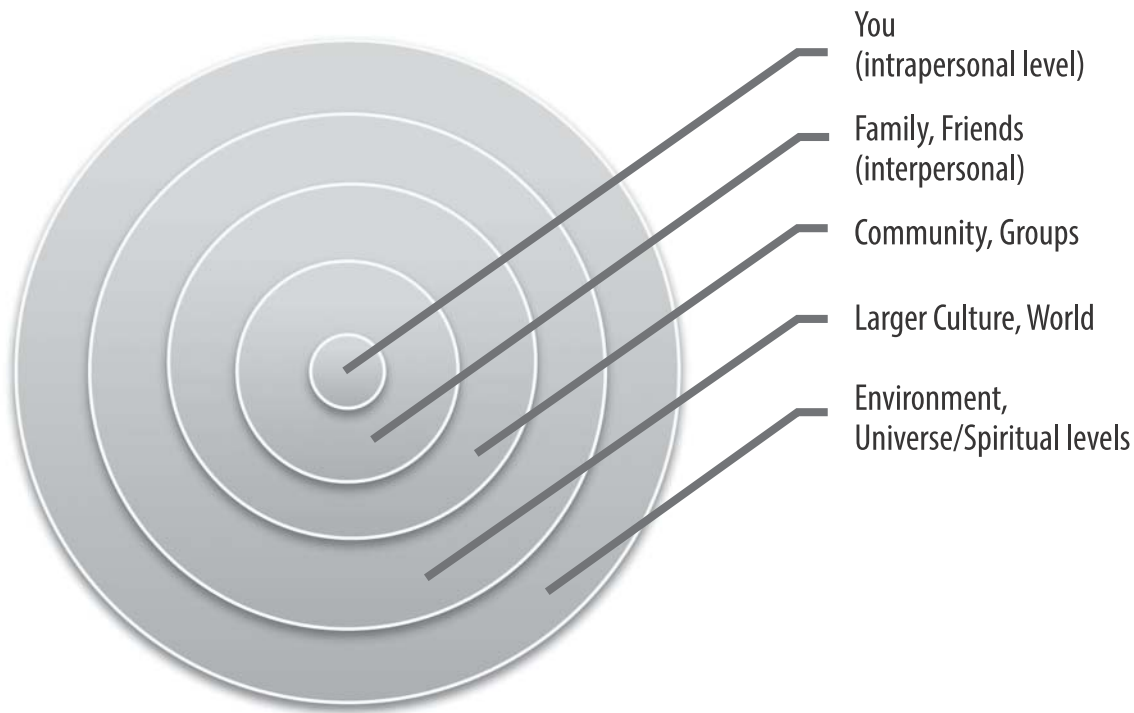 You
(intrapersonal level)
Family, Friends
(interpersonal)
Community, Groups
Larger Culture, World
Environment,
Universe/Spiritual levels